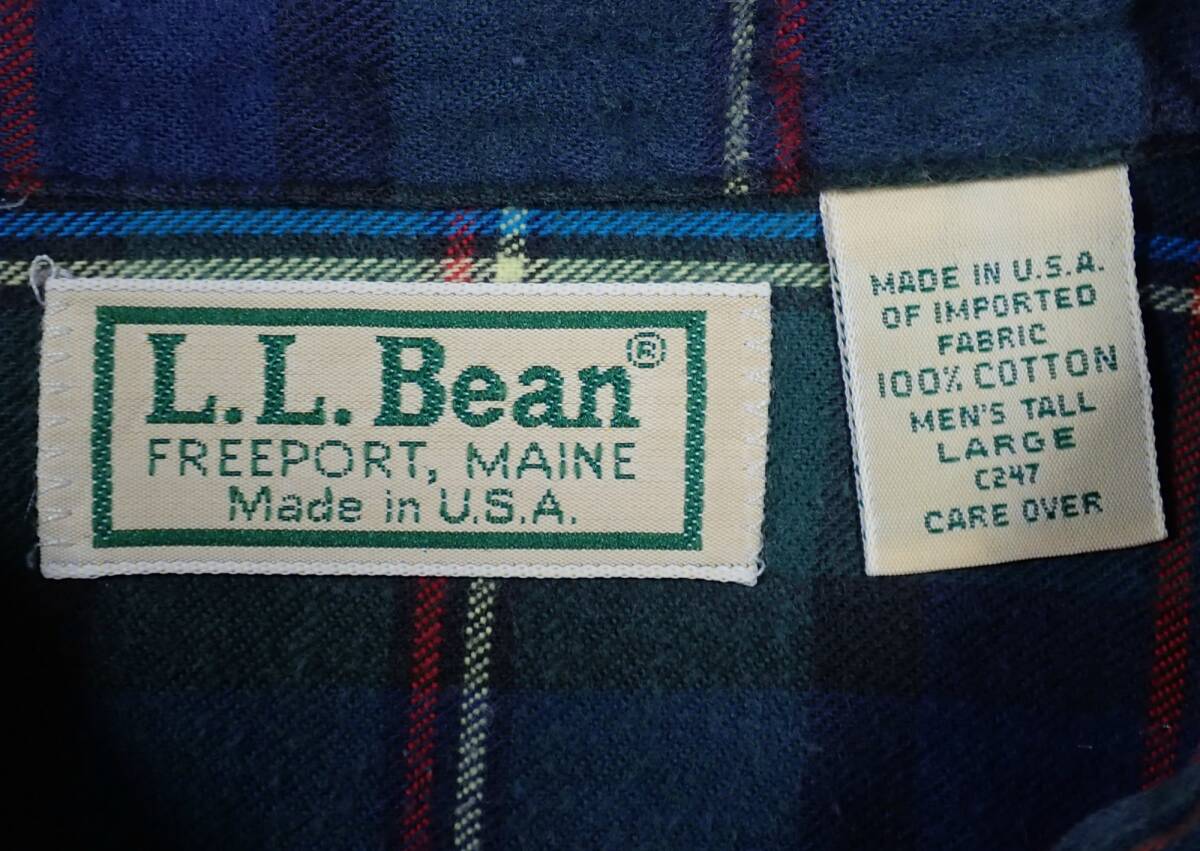 L.L. Bean®
FREEPORT, MAINE
Made in U.S.A.
MADE IN U.S.A.
OF IMPORTED
FABRIC
100% COTTON
MEN'S TALL
LARGE
C247
CARE OVER